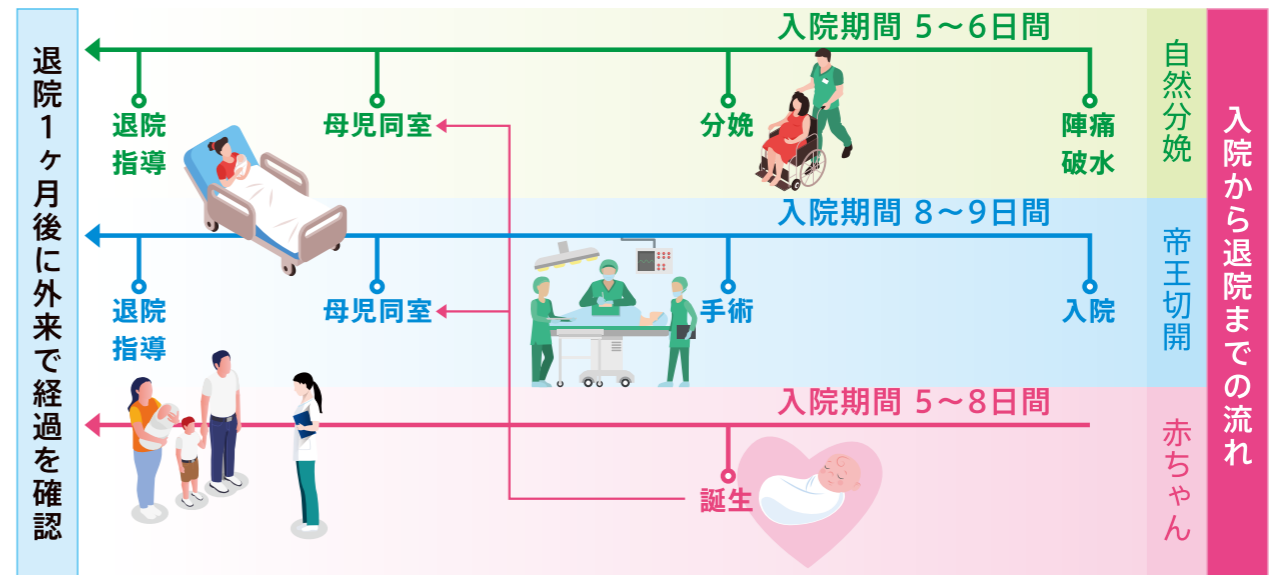 入院から退院までの流れ
自然分娩
入院期間 5〜6日間
陣痛
破水
分娩
母児同室
退院
指導
帝王切開
入院期間 8〜9日間
入院
手術
母児同室
退院
指導
赤ちゃん
入院期間 5〜8日間
誕生
退院1ヶ月後に外来で経過を確認